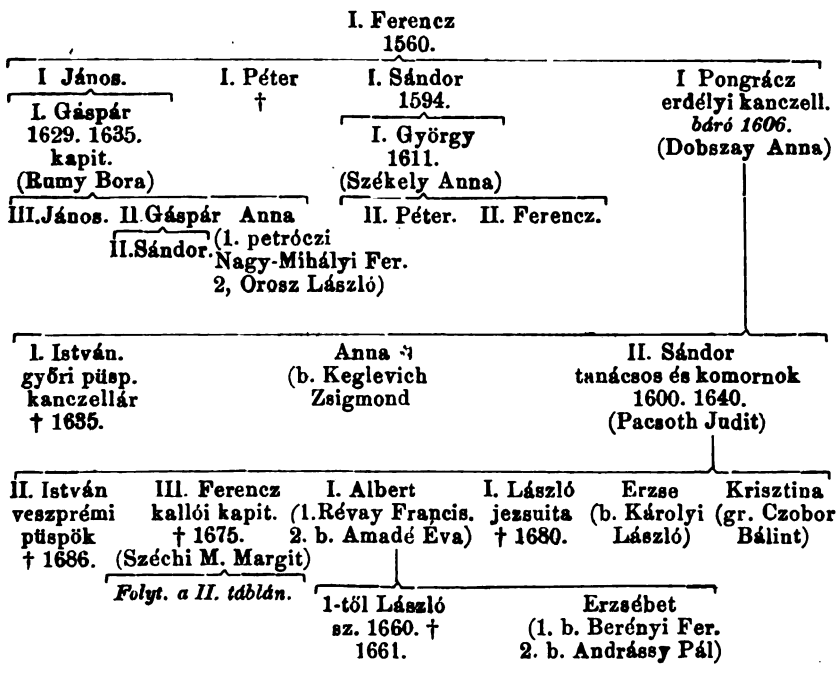 I. Ferencz
1560.
I János. I. Péter I. Sándor I Pongrácz
† 1594. erdélyi kanczell.
I. Gáspár báró 1606.
1629. 1635. I. György (Dobszay Anna)
kapit. 1611.
(Rumy Bora) (Székely Anna)
III.János. II.Gáspár Anna II. Péter. II. Ferencz.
II.Sándor. (1. petróczi
Nagy-Mihályi Fer.
2, Orosz László)
I. István. Anna II. Sándor
győri püsp. (b. Keglevich tanácsos és komornok
kanczellár Zsigmond 1600. 1640.
† 1635. (Pacsoth Judit)
II. István III. Ferencz I. Albert I. László Erzse Krisztina
veszprémi kallói kapit. (1.Révay Francis. jezsuita (b. Károlyi (gr. Czobor
püspök † 1675. 2. b. Amadé Éva) † 1680. László) Bálint)
† 1686. (Széchi M. Margit)
Folyt. a II. táblán.
1-től László Erzsébet
sz. 1660. † (1. b. Berényi Fer.
1661. 2. b. Andrássy Pál)